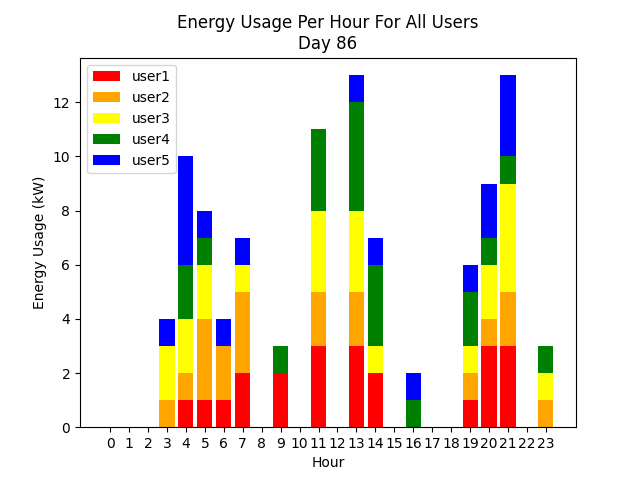 Energy Usage Per Hour For All Users
Day 86
user1
user2
user3
user4
user5
Energy Usage (kW)
12
10
8
6
4
2
0
0 1 2 3 4 5 6 7 8 9 10 11 12 13 14 15 16 17 18 19 20 21 22 23
Hour